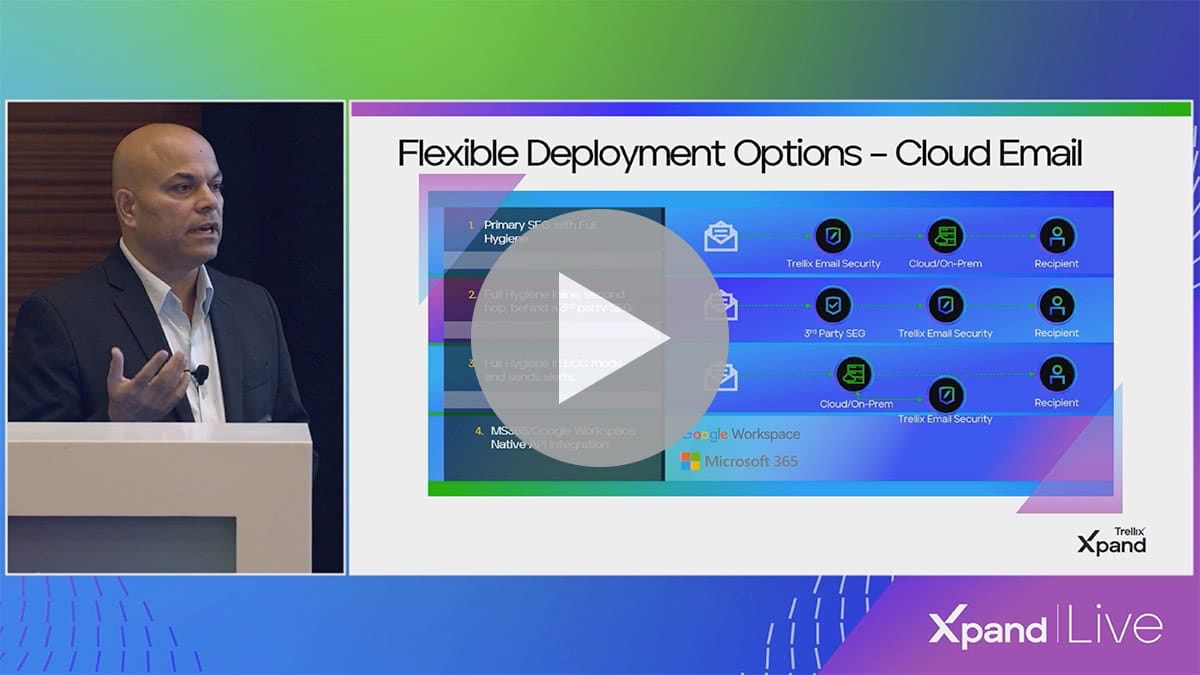 Flexible Deployment Options – Cloud Email
1. Primary SEG with Full
Hygiene
Trellix Email Security
Cloud/On-Prem
Recipient
2. Full Hygiene Inline, second
hop, behind a 3rd party SEG
3rd Party SEG
Trellix Email Security
Recipient
3. Full Hygiene in BCC mode
and sends alerts
Cloud/On-Prem
Trellix Email Security
Recipient
4. MS365/Google Workspace
Native API Integration
Google Workspace
Microsoft 365
Trellix
Xpand
Xpand Live